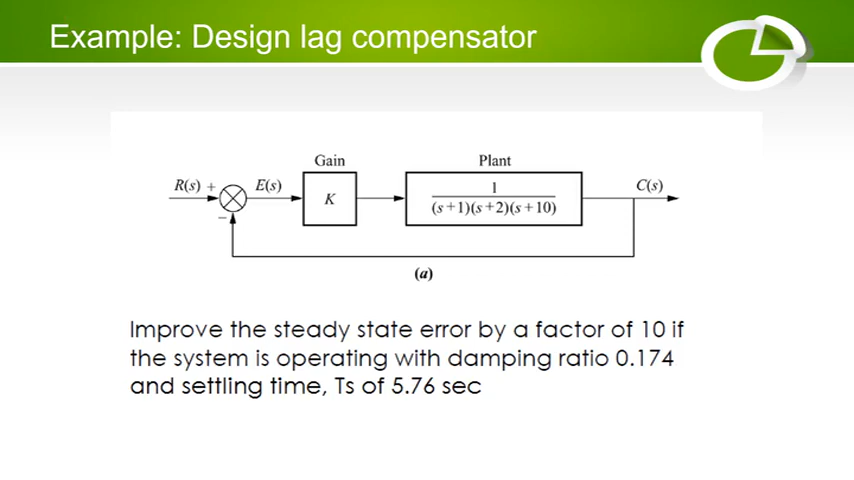 Example: Design lag compensator
Gain
Plant
R(s) +
E(s)
K
1
(s+1)(s+2)(s+10)
C(s)
−
(a)
Improve the steady state error by a factor of 10 if
the system is operating with damping ratio 0.174
and settling time, Ts of 5.76 sec